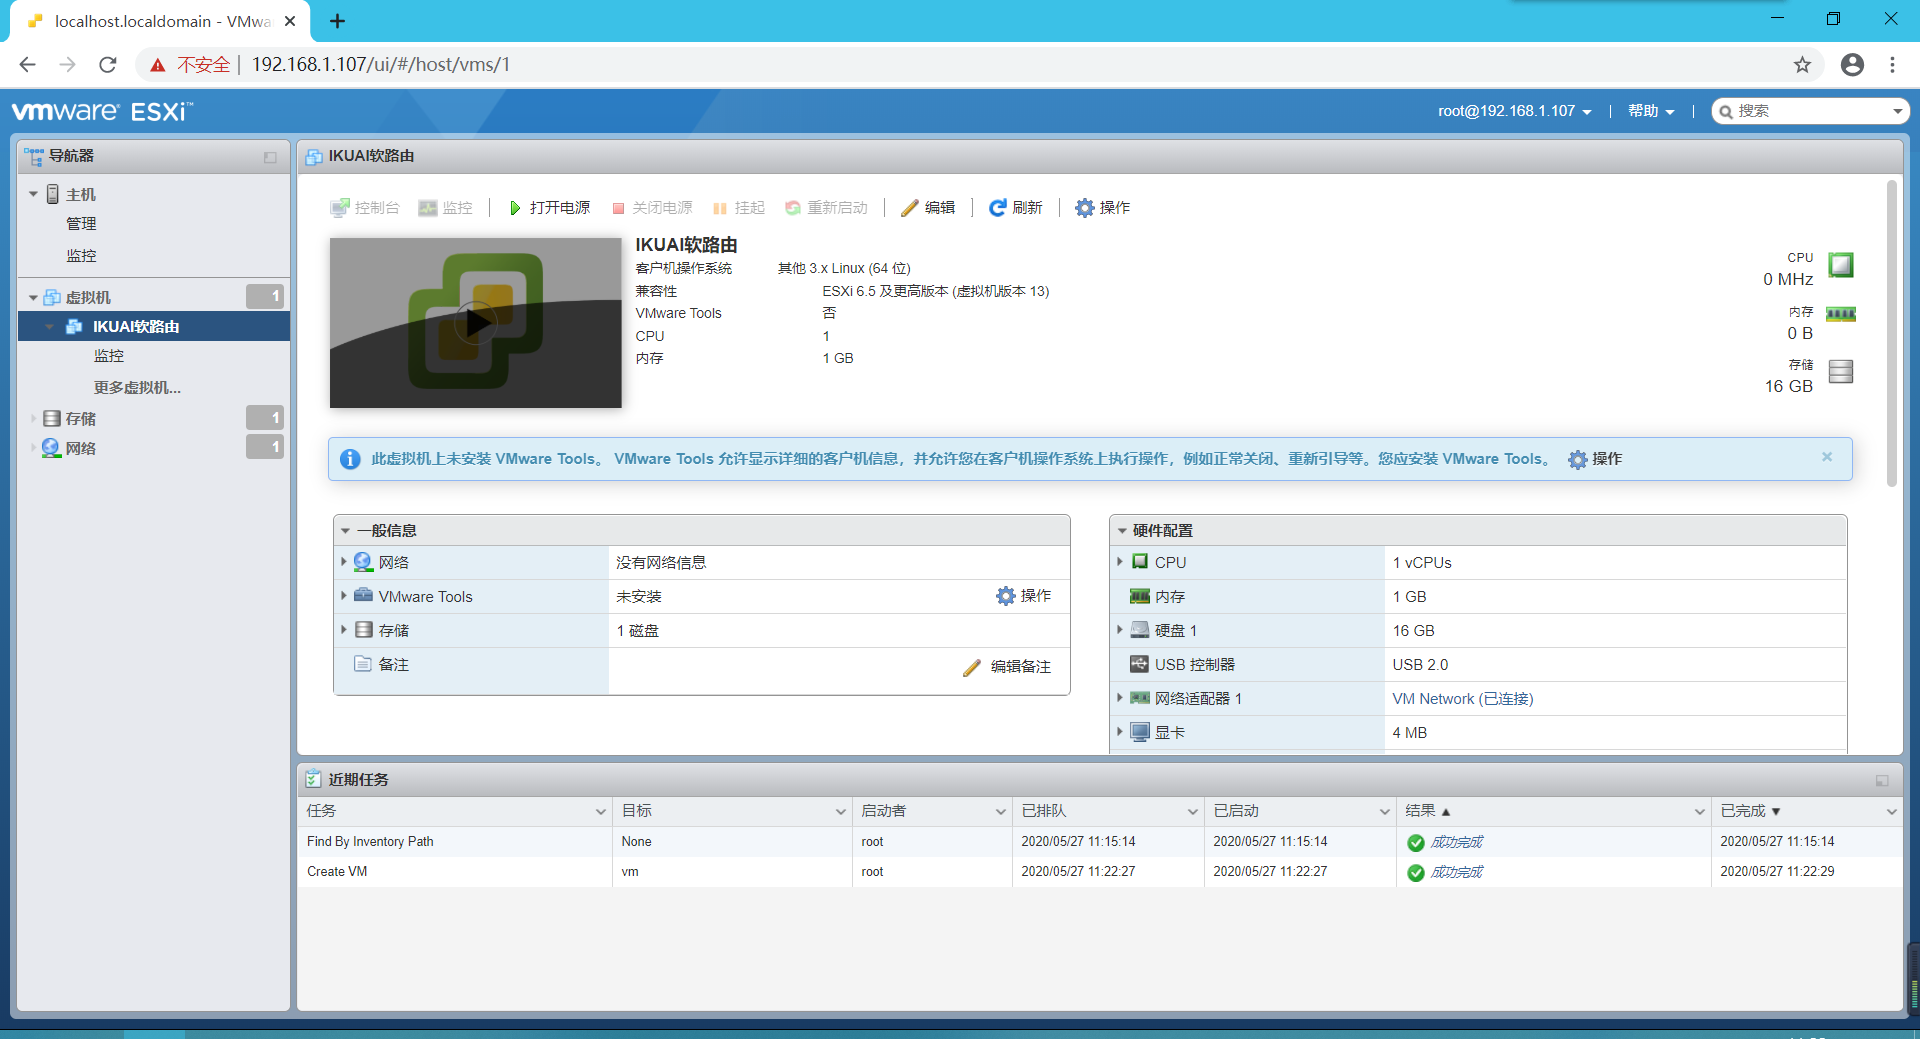 localhost.localdomain - VMwa
不安全 192.168.1.107/ui/#/host/vms/1
vmware ESXi™
root@192.168.1.107 | 帮助 | 搜索
导航器
主机
管理
监控
虚拟机 1
IKUAI软路由
监控
更多虚拟机...
存储 1
网络 1
IKUAI软路由
控制台 监控 打开电源 关闭电源 挂起 重新启动 编辑 刷新 操作
IKUAI软路由
客户机操作系统 其他 3.x Linux (64 位)
兼容性 ESXi 6.5 及更高版本 (虚拟机版本 13)
VMware Tools 否
CPU 1
内存 1 GB
CPU
0 MHz
内存
0 B
存储
16 GB
此虚拟机上未安装 VMware Tools。 VMware Tools 允许显示详细的客户机信息，并允许您在客户机操作系统上执行操作，例如正常关闭、重新引导等。您应安装 VMware Tools。 操作
一般信息
网络 没有网络信息
VMware Tools 未安装 操作
存储 1 磁盘
备注 编辑备注
硬件配置
CPU 1 vCPUs
内存 1 GB
硬盘 1 16 GB
USB 控制器 USB 2.0
网络适配器 1 VM Network (已连接)
显卡 4 MB
近期任务
任务 目标 启动者 已排队 已启动 结果 ▲ 已完成 ▼
Find By Inventory Path None root 2020/05/27 11:15:14 2020/05/27 11:15:14 成功完成 2020/05/27 11:15:14
Create VM vm root 2020/05/27 11:22:27 2020/05/27 11:22:27 成功完成 2020/05/27 11:22:29